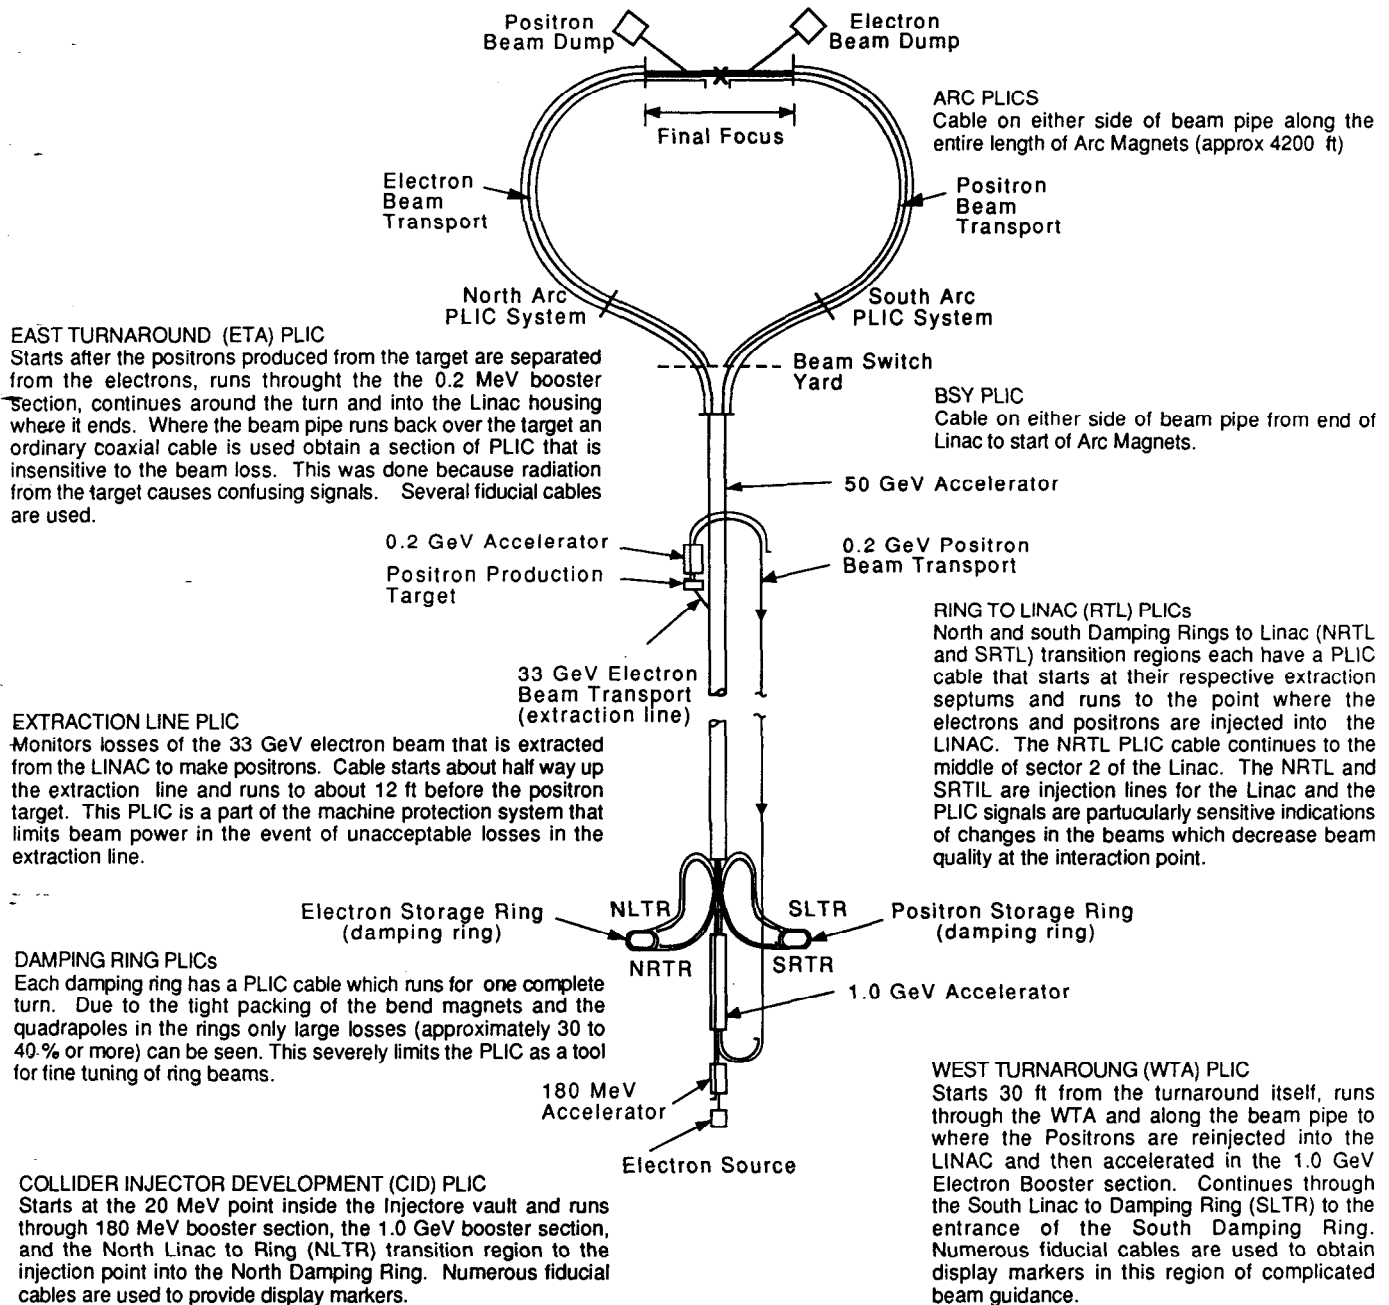 Positron
Beam Dump
Electron
Beam Dump
Final Focus
ARC PLICS
Cable on either side of beam pipe along the
entire length of Arc Magnets (approx 4200 ft)
Electron
Beam
Transport
Positron
Beam
Transport
North Arc
PLIC System
South Arc
PLIC System
EAST TURNAROUND (ETA) PLIC
Starts after the positrons produced from the target are separated
from the electrons, runs throught the the 0.2 MeV booster
section, continues around the turn and into the Linac housing
where it ends. Where the beam pipe runs back over the target an
ordinary coaxial cable is used obtain a section of PLIC that is
insensitive to the beam loss. This was done because radiation
from the target causes confusing signals. Several fiducial cables
are used.
Beam Switch
Yard
BSY PLIC
Cable on either side of beam pipe from end of
Linac to start of Arc Magnets.
50 GeV Accelerator
0.2 GeV Accelerator
Positron Production
Target
0.2 GeV Positron
Beam Transport
33 GeV Electron
Beam Transport
(extraction line)
RING TO LINAC (RTL) PLICs
North and south Damping Rings to Linac (NRTL
and SRTL) transition regions each have a PLIC
cable that starts at their respective extraction
septums and runs to the point where the
electrons and positrons are injected into the
LINAC. The NRTL PLIC cable continues to the
middle of sector 2 of the Linac. The NRTL and
SRTIL are injection lines for the Linac and the
PLIC signals are partucularly sensitive indications
of changes in the beams which decrease beam
quality at the interaction point.
EXTRACTION LINE PLIC
Monitors losses of the 33 GeV electron beam that is extracted
from the LINAC to make positrons. Cable starts about half way up
the extraction line and runs to about 12 ft before the positron
target. This PLIC is a part of the machine protection system that
limits beam power in the event of unacceptable losses in the
extraction line.
Electron Storage Ring
(damping ring)
NLTR
SLTR
Positron Storage Ring
(damping ring)
NRTR
SRTR
1.0 GeV Accelerator
DAMPING RING PLICs
Each damping ring has a PLIC cable which runs for one complete
turn. Due to the tight packing of the bend magnets and the
quadrapoles in the rings only large losses (approximately 30 to
40 % or more) can be seen. This severely limits the PLIC as a tool
for fine tuning of ring beams.
180 MeV
Accelerator
Electron Source
WEST TURNAROUNG (WTA) PLIC
Starts 30 ft from the turnaround itself, runs
through the WTA and along the beam pipe to
where the Positrons are reinjected into the
LINAC and then accelerated in the 1.0 GeV
Electron Booster section. Continues through
the South Linac to Damping Ring (SLTR) to the
entrance of the South Damping Ring.
Numerous fiducial cables are used to obtain
display markers in this region of complicated
beam guidance.
COLLIDER INJECTOR DEVELOPMENT (CID) PLIC
Starts at the 20 MeV point inside the Injectore vault and runs
through 180 MeV booster section, the 1.0 GeV booster section,
and the North Linac to Ring (NLTR) transition region to the
injection point into the North Damping Ring. Numerous fiducial
cables are used to provide display markers.